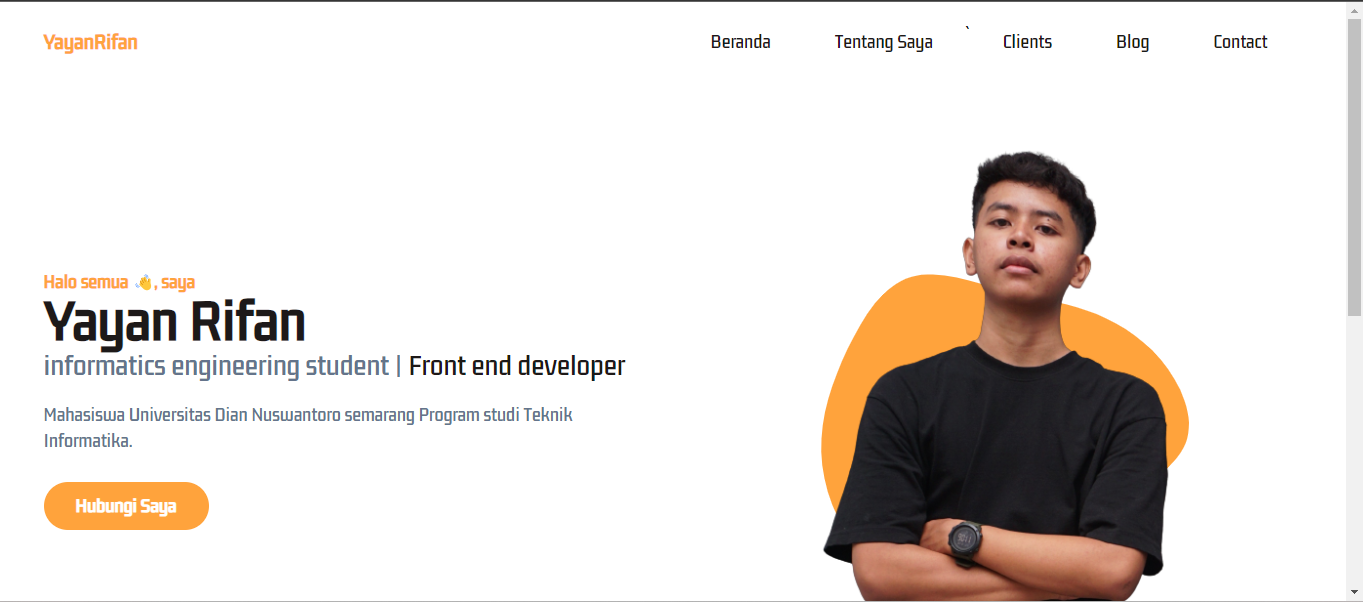 YayanRifan
Beranda Tentang Saya ` Clients Blog Contact
Halo semua 👋, saya
Yayan Rifan
informatics engineering student | Front end developer
Mahasiswa Universitas Dian Nuswantoro semarang Program studi Teknik
Informatika.
Hubungi Saya